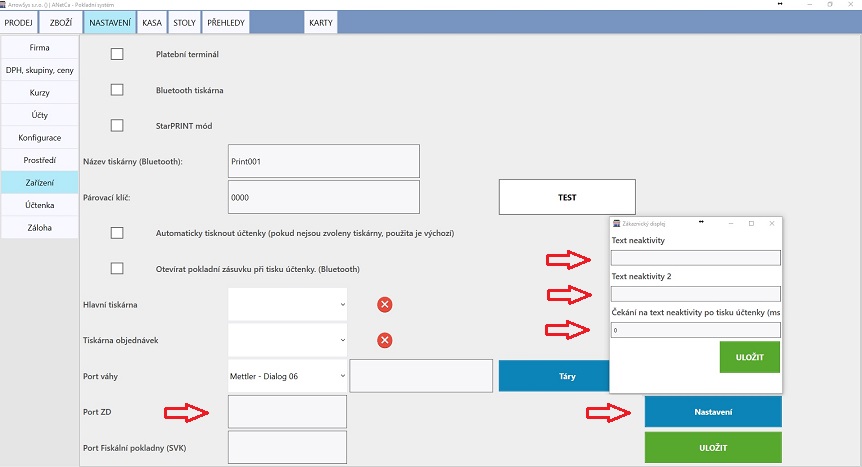 ArrowSys s.r.o. (-) ANetCa - Pokladní systém
PRODEJ ZBOŽÍ NASTAVENÍ KASA STOLY PŘEHLEDY KARTY
Firma
DPH, skupiny, ceny
Kurzy
Účty
Konfigurace
Prostředí
Zařízení
Účtenka
Záloha
Platební terminál
Bluetooth tiskárna
StarPRINT mód
Název tiskárny (Bluetooth): Print001
Párovací klíč: 0000 TEST
Automaticky tisknout účtenky (pokud nejsou zvoleny tiskárny, použita je výchozí)
Otevírat pokladní zásuvku při tisku účtenky. (Bluetooth)
Hlavní tiskárna
Tiskárna objednávek
Port váhy Mettler - Dialog 06 Táry
Port ZD Nastavení
Port Fiskální pokladny (SVK) ULOŽIT
Zákaznický displej
Text neaktivity
Text neaktivity 2
Čekání na text neaktivity po tisku účtenky (ms
0
ULOŽIT